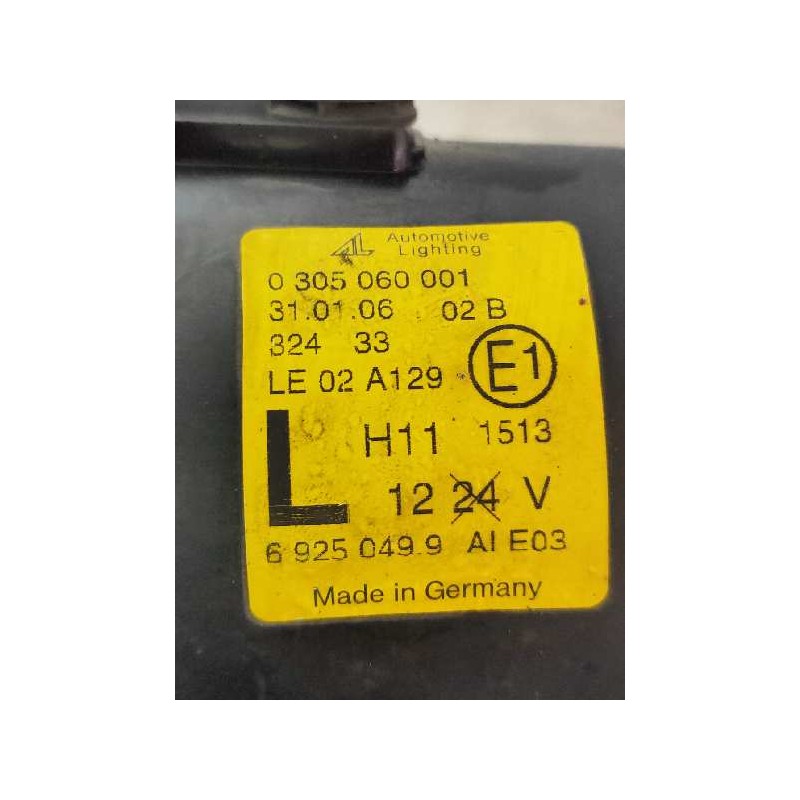 AL Automotive
Lighting
0 305 060 001
31.01.06 02 B
324 33
LE 02 A129 E1
L H11 1513
12 24 V
6 925 049.9 AI E03
Made in Germany